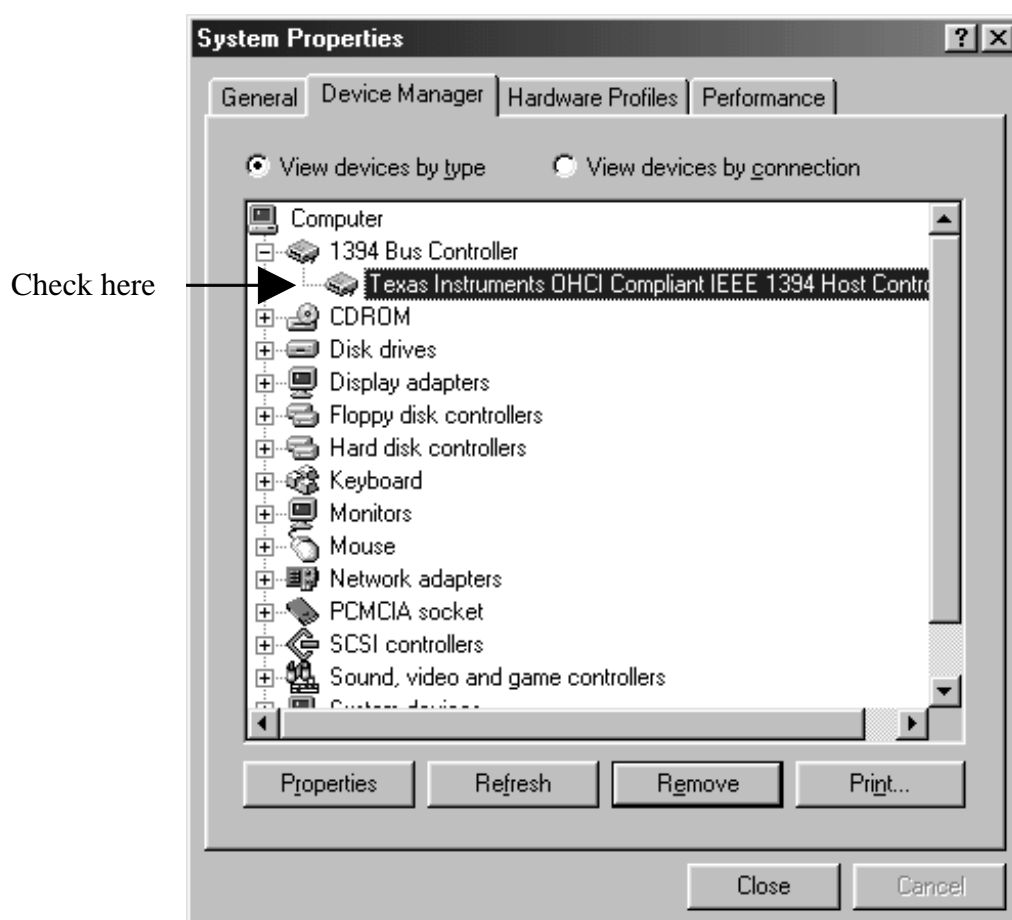 System Properties
General Device Manager Hardware Profiles Performance
View devices by type View devices by connection
Computer
1394 Bus Controller
Check here Texas Instruments OHCI Compliant IEEE 1394 Host Contro
CDROM
Disk drives
Display adapters
Floppy disk controllers
Hard disk controllers
Keyboard
Monitors
Mouse
Network adapters
PCMCIA socket
SCSI controllers
Sound, video and game controllers
System devices
Properties Refresh Remove Print...
Close Cancel